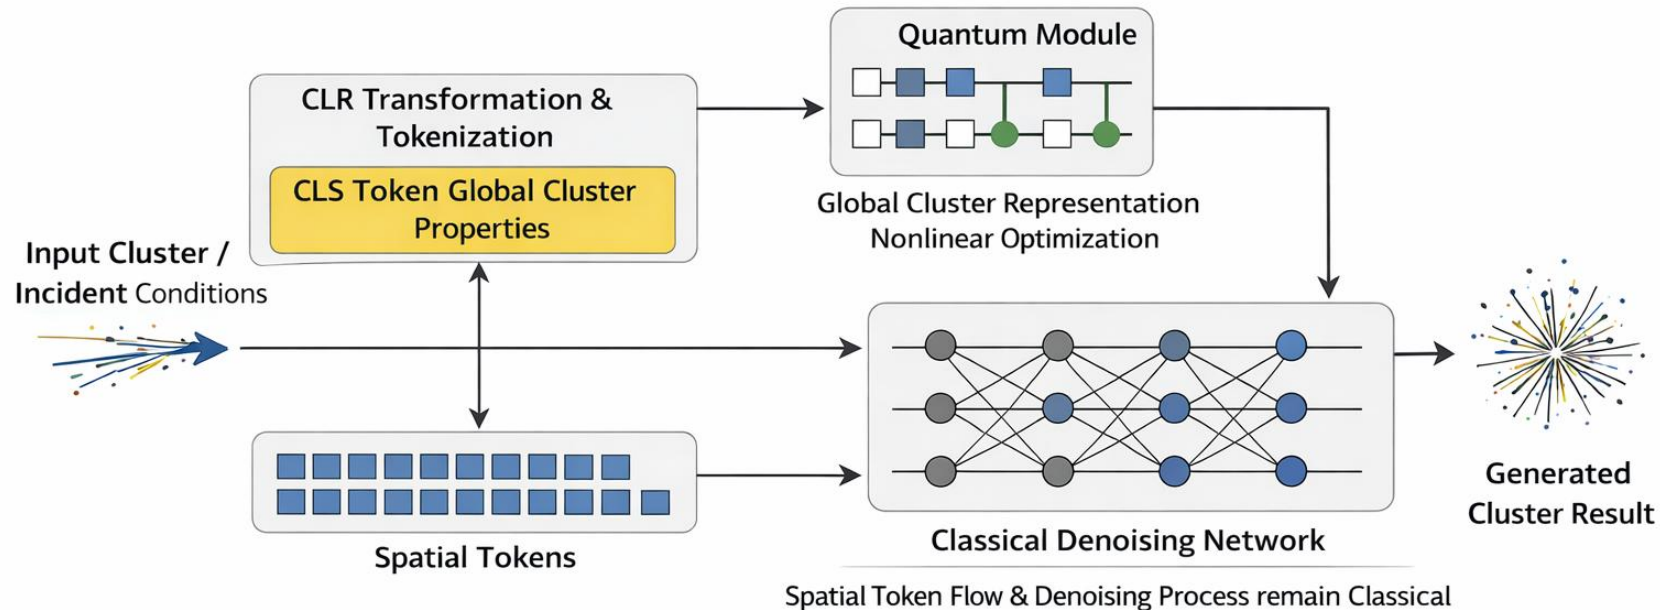 Quantum Module
CLR Transformation &
Tokenization
CLS Token Global Cluster
Properties
Global Cluster Representation
Nonlinear Optimization
Input Cluster /
Incident Conditions
Spatial Tokens
Classical Denoising Network
Spatial Token Flow & Denoising Process remain Classical
Generated
Cluster Result